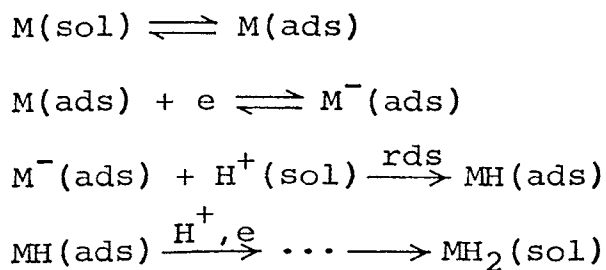 M(sol) ⇌ M(ads)
M(ads) + e ⇌ M⁻(ads)
M⁻(ads) + H⁺(sol) —rds→ MH(ads)
MH(ads) —H⁺,e→ ··· ⟶ MH₂(sol)